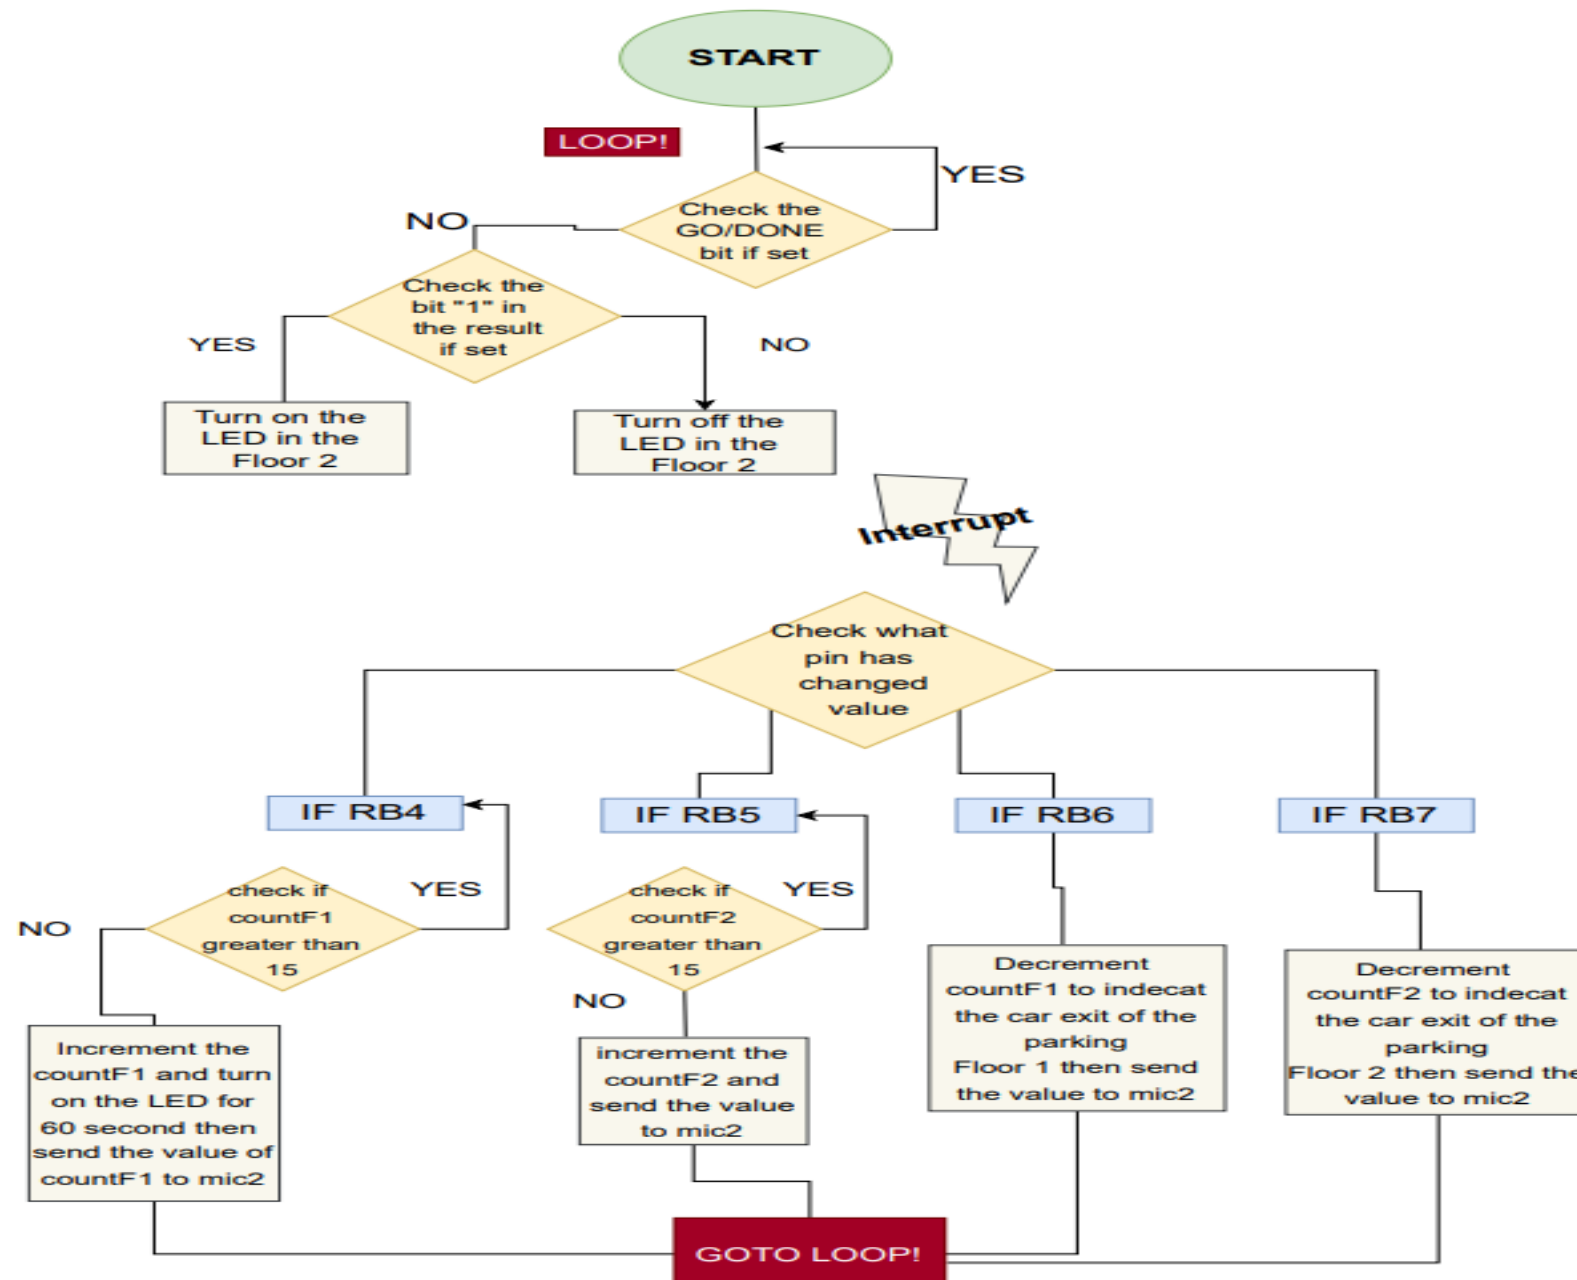 START
LOOP!
YES
Check the
GO/DONE
bit if set
NO
Check the
bit "1" in
the result
if set
YES
NO
Turn on the
LED in the
Floor 2
Turn off the
LED in the
Floor 2
Interrupt
Check what
pin has
changed
value
IF RB4
IF RB5
IF RB6
IF RB7
check if
countF1
greater than
15
YES
NO
check if
countF2
greater than
15
YES
NO
Increment the
countF1 and turn
on the LED for
60 second then
send the value of
countF1 to mic2
increment the
countF2 and
send the value
to mic2
Decrement
countF1 to indecat
the car exit of the
parking
Floor 1 then send
the value to mic2
Decrement
countF2 to indecat
the car exit of the
parking
Floor 2 then send the
value to mic2
GOTO LOOP!